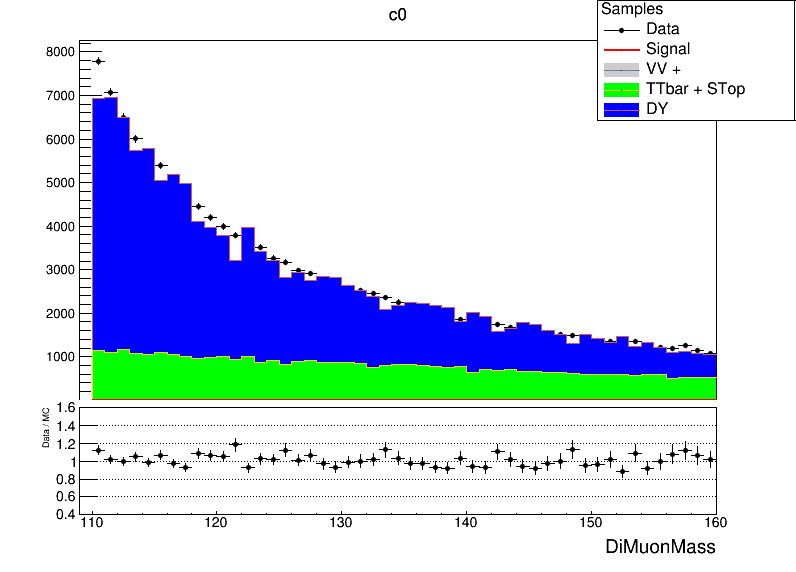 c0
Samples
Data
Signal
VV +
TTbar + STop
DY
8000
7000
6000
5000
4000
3000
2000
1000
Data / MC
1.6
1.4
1.2
1
0.8
0.6
0.4
110 120 130 140 150 160
DiMuonMass